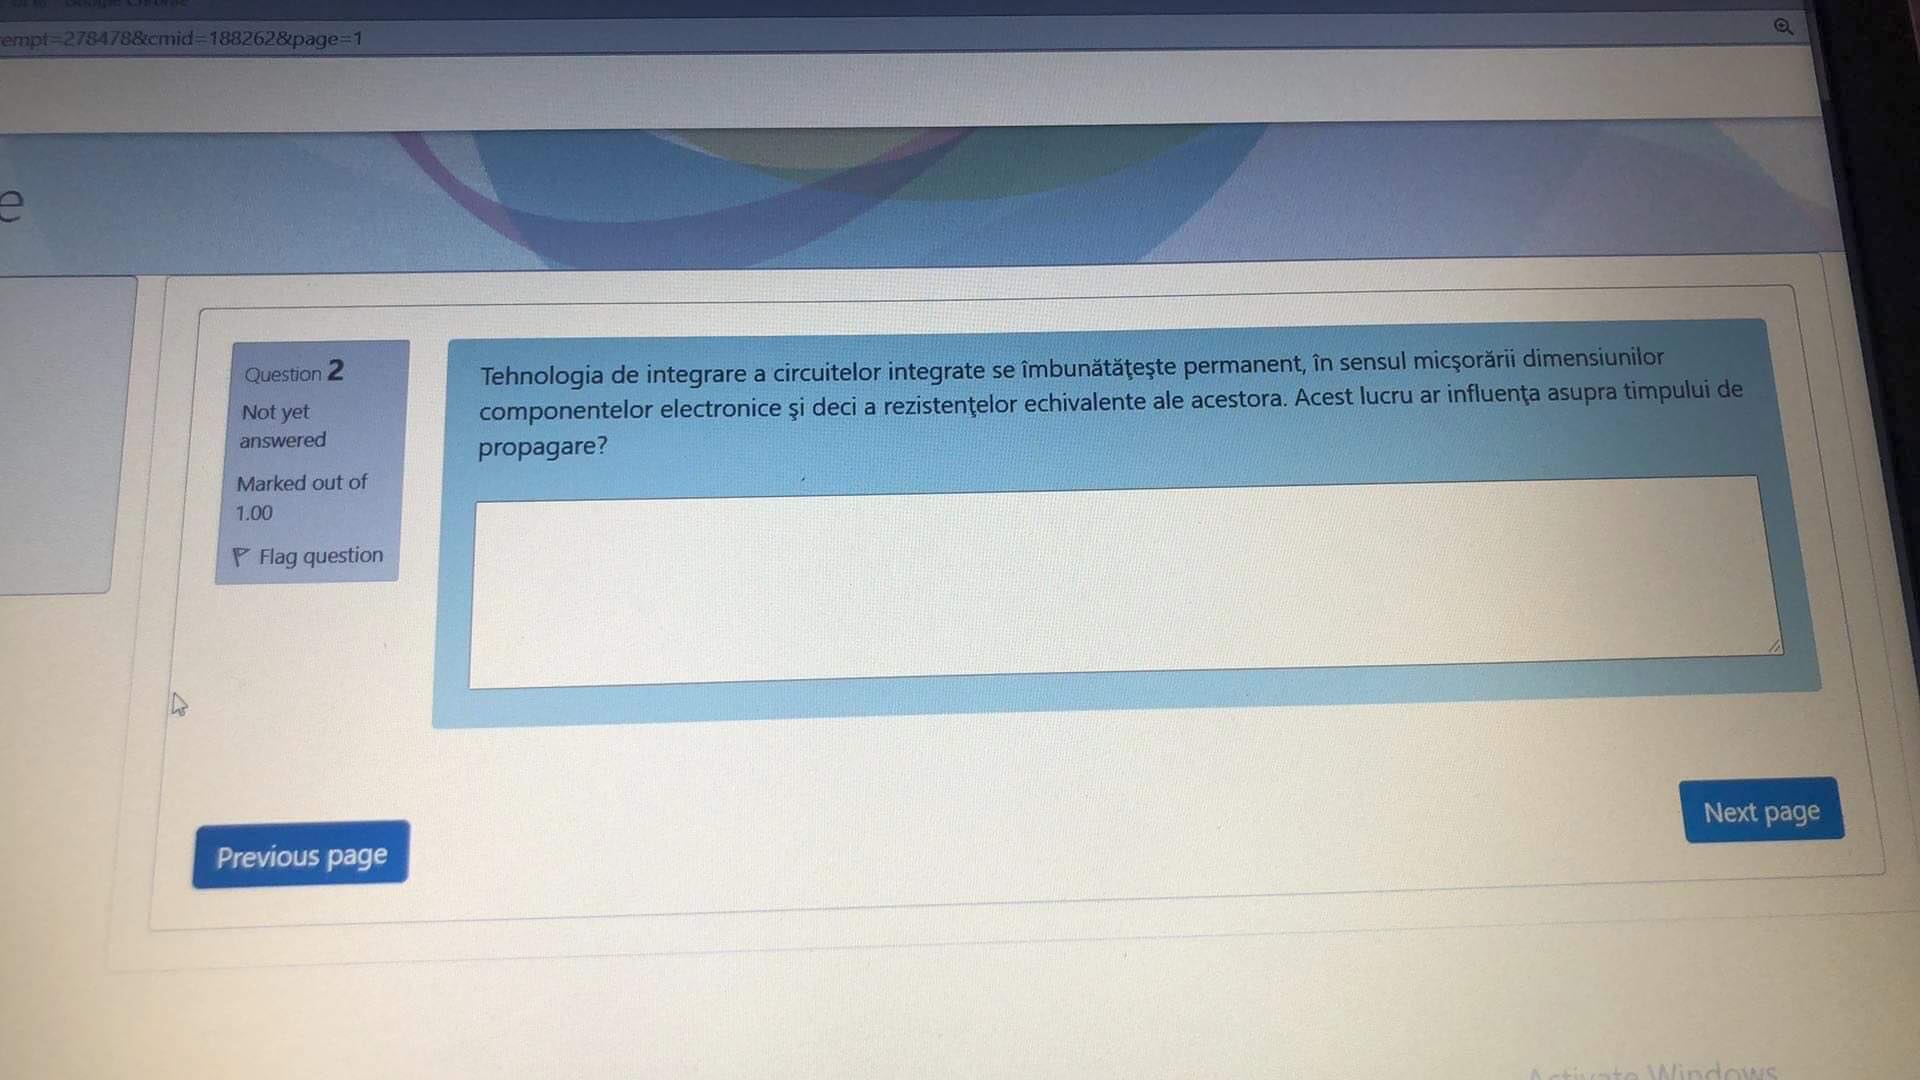 empt=278478&cmid=188262&page=1
e
Question 2
Not yet
answered
Marked out of
1.00
Flag question
Tehnologia de integrare a circuitelor integrate se îmbunătăţeşte permanent, în sensul micşorării dimensiunilor
componentelor electronice şi deci a rezistenţelor echivalente ale acestora. Acest lucru ar influenţa asupra timpului de
propagare?
Previous page
Next page
Activate Windows